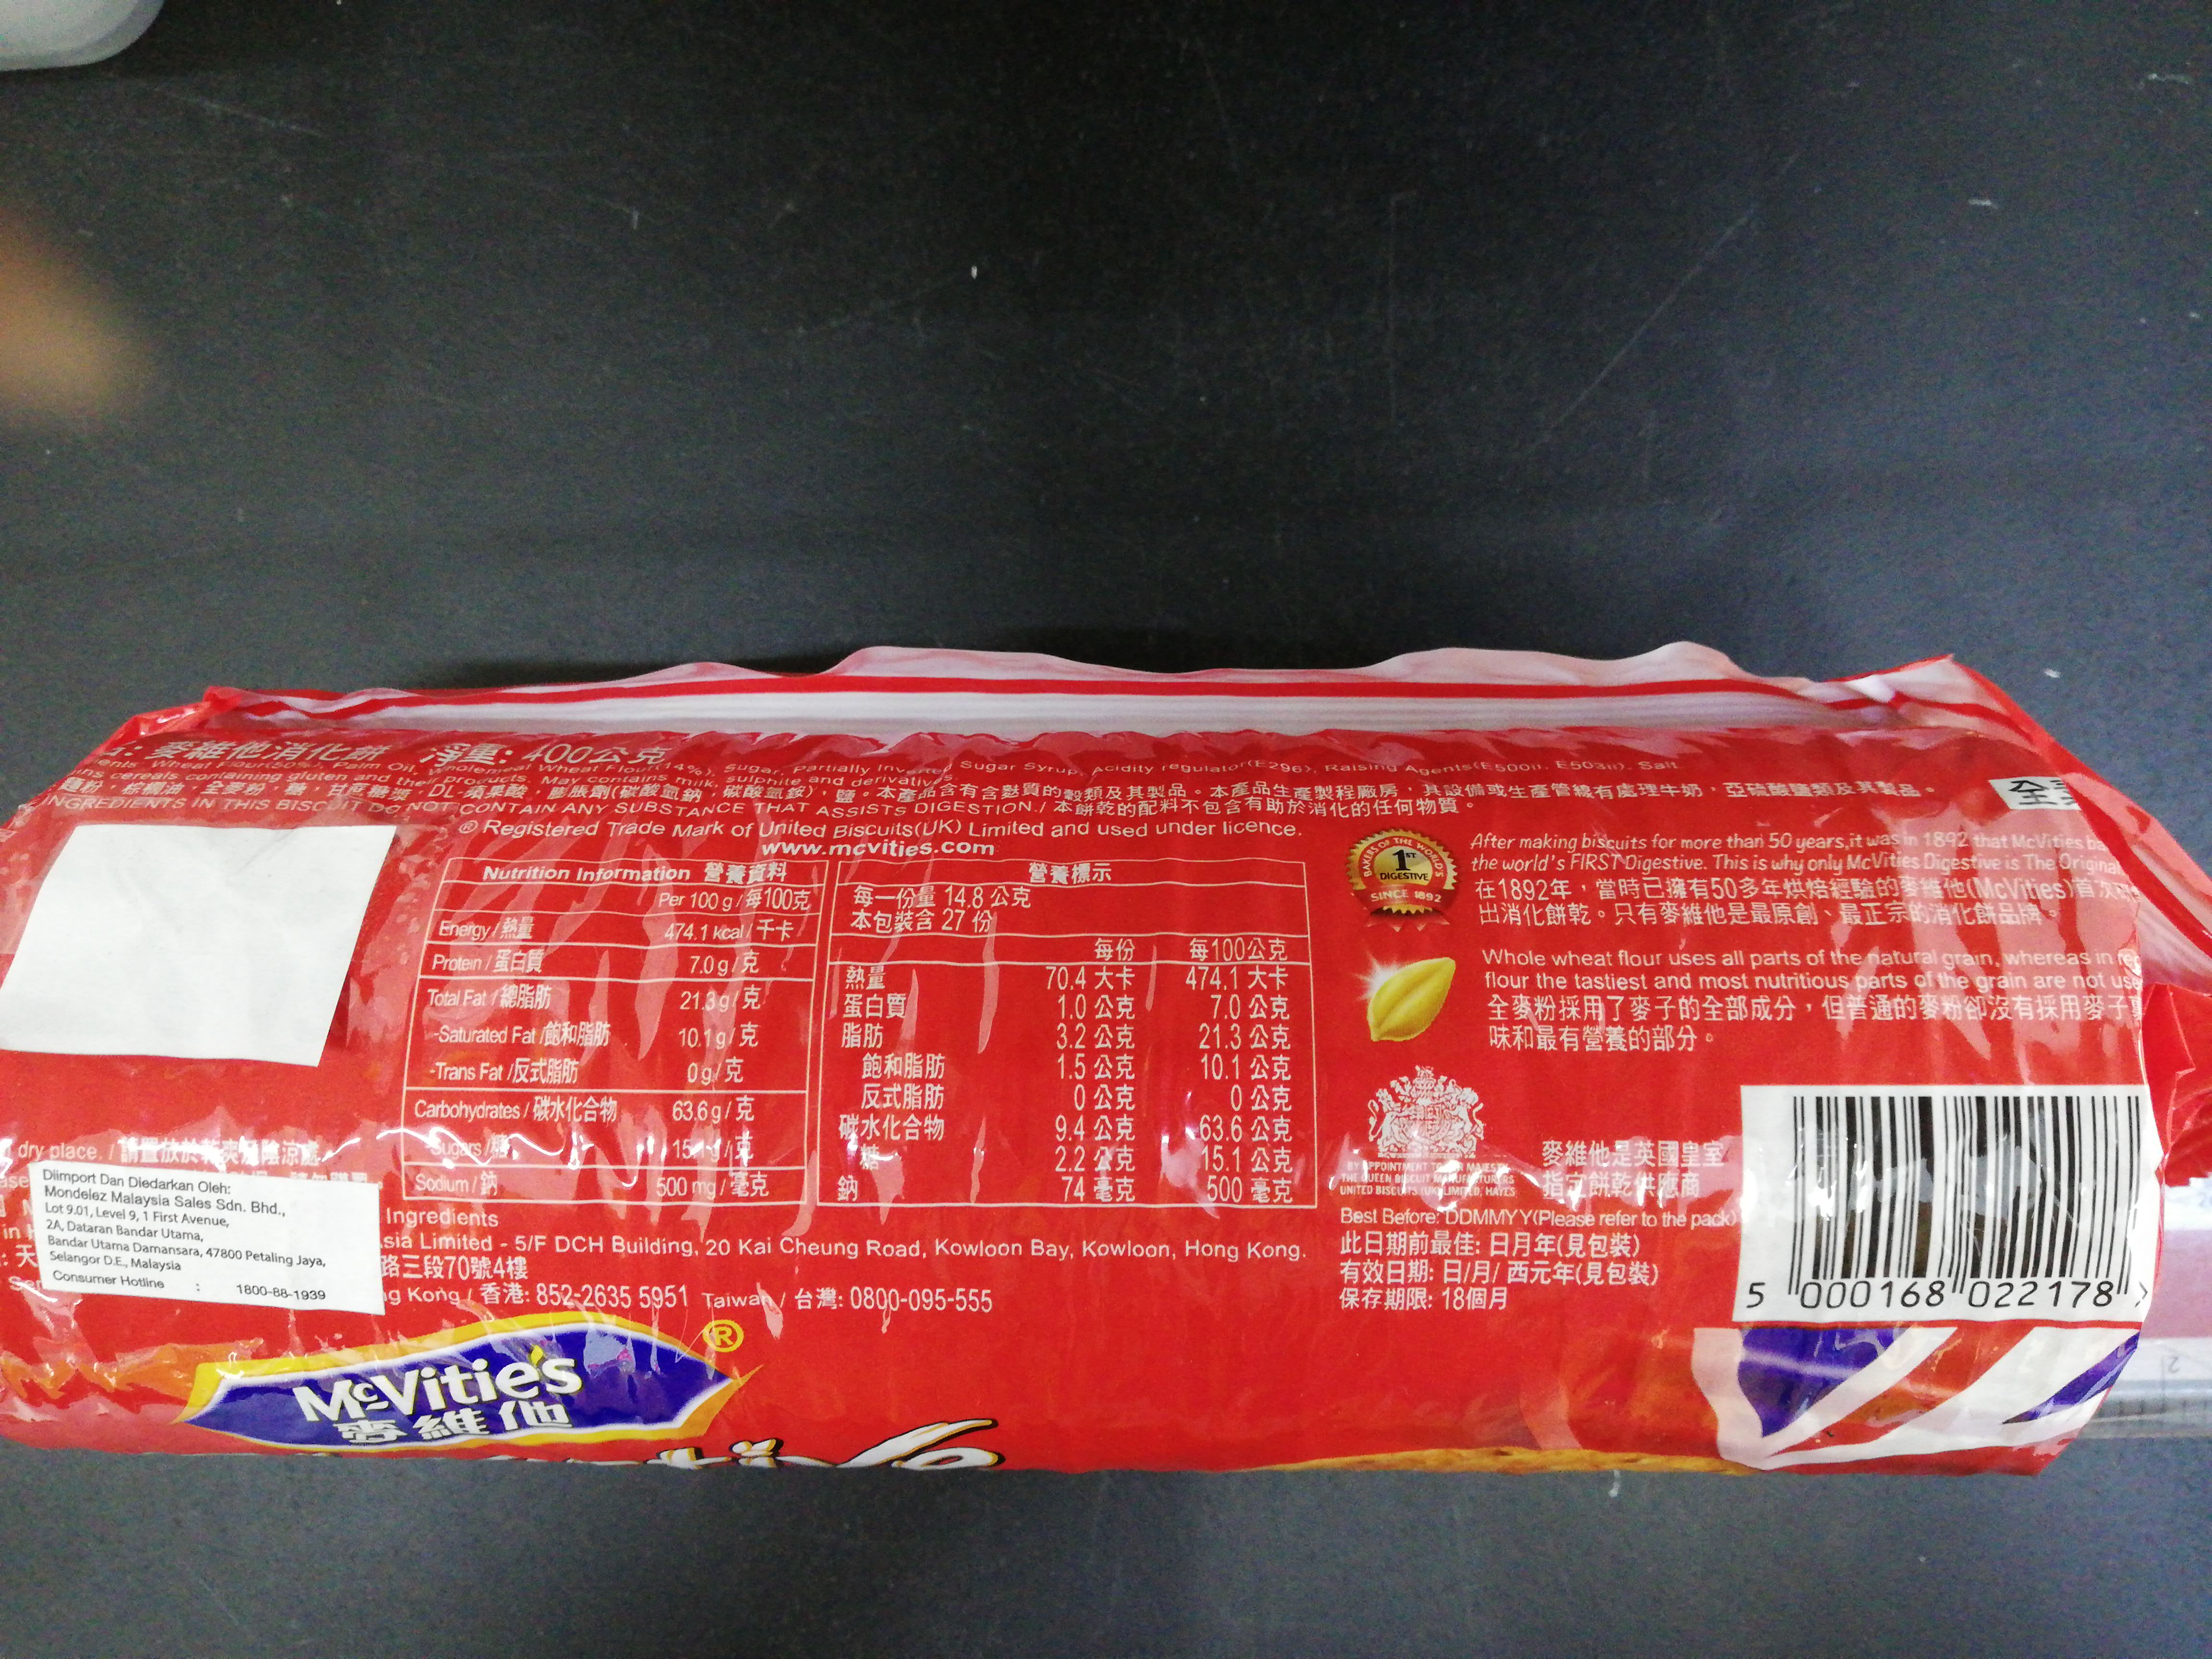 麥維他消化餅 淨重: 400公克
Palm Oil, Wholemeal Wheat Flour(14%), Sugar, Partially Inverted Sugar Syrup, Acidity regulator(E296), Raising Agents(E500ii, E503ii), Salt
cereals containing gluten and their products. May contains milk, sulphite and derivatives.
麵粉，棕櫚油，全麥粉，糖，甘蔗糖漿，DL-蘋果酸，膨脹劑(碳酸氫鈉，碳酸氫銨)，鹽。本產品含有含麩質的穀類及其製品。本產品生產製程廠房，其設備或生產管線有處理牛奶，亞硫酸鹽類及其製品。
INGREDIENTS IN THIS BISCUIT DO NOT CONTAIN ANY SUBSTANCE THAT ASSISTS DIGESTION./ 本餅乾的配料不包含有助於消化的任何物質。
® Registered Trade Mark of United Biscuits(UK) Limited and used under licence.
www.mcvities.com
Nutrition Information 營養資料
Per 100 g / 每100克
Energy / 熱量 474.1 kcal / 千卡
Protein / 蛋白質 7.0 g / 克
Total Fat / 總脂肪 21.3 g / 克
-Saturated Fat /飽和脂肪 10.1 g / 克
-Trans Fat /反式脂肪 0 g / 克
Carbohydrates / 碳水化合物 63.6 g / 克
-Sugars /糖 15.1 g / 克
Sodium / 鈉 500 mg / 毫克
營養標示
每一份量 14.8 公克
本包裝含 27 份
每份 每100公克
熱量 70.4 大卡 474.1 大卡
蛋白質 1.0 公克 7.0 公克
脂肪 3.2 公克 21.3 公克
飽和脂肪 1.5 公克 10.1 公克
反式脂肪 0 公克 0 公克
碳水化合物 9.4 公克 63.6 公克
糖 2.2 公克 15.1 公克
鈉 74 毫克 500 毫克
BAKERS OF THE WORLD'S
1ST
DIGESTIVE
SINCE 1892
After making biscuits for more than 50 years,it was in 1892 that McVities
the world's FIRST Digestive. This is why only McVities Digestive is The Original
在1892年，當時已擁有50多年烘焙經驗的麥維他(McVities)首次
出消化餅乾。只有麥維他是最原創、最正宗的消化餅品牌。
Whole wheat flour uses all parts of the natural grain, whereas in
flour the tastiest and most nutritious parts of the grain are not
全麥粉採用了麥子的全部成分，但普通的麥粉卻沒有採用麥子
味和最有營養的部分。
BY APPOINTMENT TO HER MAJESTY
THE QUEEN BISCUIT MANUFACTURERS
UNITED BISCUITS (UK) LIMITED, HAYES
麥維他是英國皇室
指定餅乾供應商
Best Before: DDMMYY(Please refer to the pack)
此日期前最佳: 日月年(見包裝)
有效日期: 日/月/ 西元年(見包裝)
保存期限: 18個月
5 000168 022178 >
dry place. / 請置放於乾爽及陰涼處
Diimport Dan Diedarkan Oleh:
Mondelez Malaysia Sales Sdn. Bhd.,
Lot 9.01, Level 9, 1 First Avenue,
2A, Dataran Bandar Utama,
Bandar Utama Damansara, 47800 Petaling Jaya,
Selangor D.E., Malaysia
Consumer Hotline : 1800-88-1939
Ingredients
Limited - 5/F DCH Building, 20 Kai Cheung Road, Kowloon Bay, Kowloon, Hong Kong.
路三段70號4樓
Kong / 香港: 852-2635 5951 Taiwan / 台灣: 0800-095-555
McVitie's®
麥維他